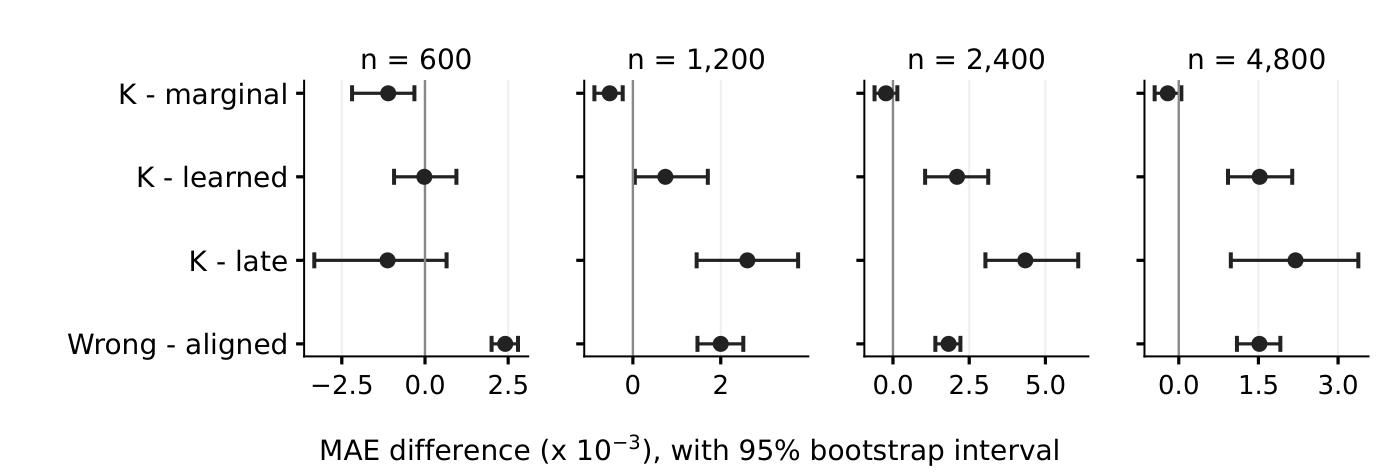 n = 600 n = 1,200 n = 2,400 n = 4,800
K - marginal
K - learned
K - late
Wrong - aligned
−2.5 0.0 2.5 0 2 0.0 2.5 5.0 0.0 1.5 3.0
MAE difference (x 10⁻³), with 95% bootstrap interval